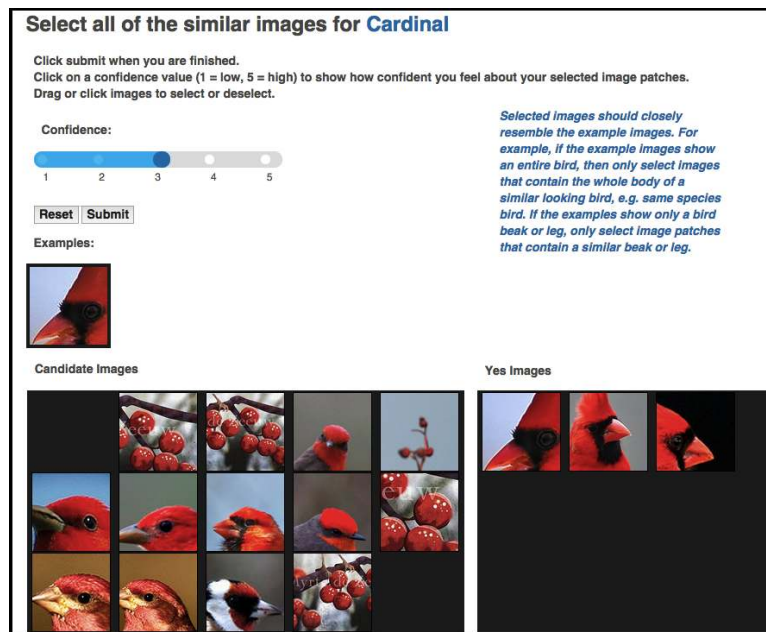 Select all of the similar images for Cardinal
Click submit when you are finished.
Click on a confidence value (1 = low, 5 = high) to show how confident you feel about your selected image patches.
Drag or click images to select or deselect.
Confidence:
1 2 3 4 5
Reset Submit
Selected images should closely
resemble the example images. For
example, if the example images show
an entire bird, then only select images
that contain the whole body of a
similar looking bird, e.g. same species
bird. If the examples show only a bird
beak or leg, only select image patches
that contain a similar beak or leg.
Examples:
Candidate Images
Yes Images